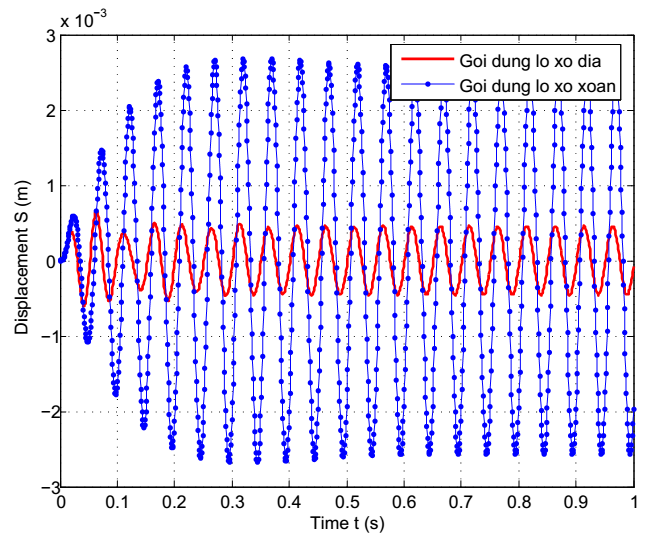 x 10⁻³
3
2
1
0
−1
−2
−3
Displacement S (m)
Goi dung lo xo dia
Goi dung lo xo xoan
0 0.1 0.2 0.3 0.4 0.5 0.6 0.7 0.8 0.9 1
Time t (s)